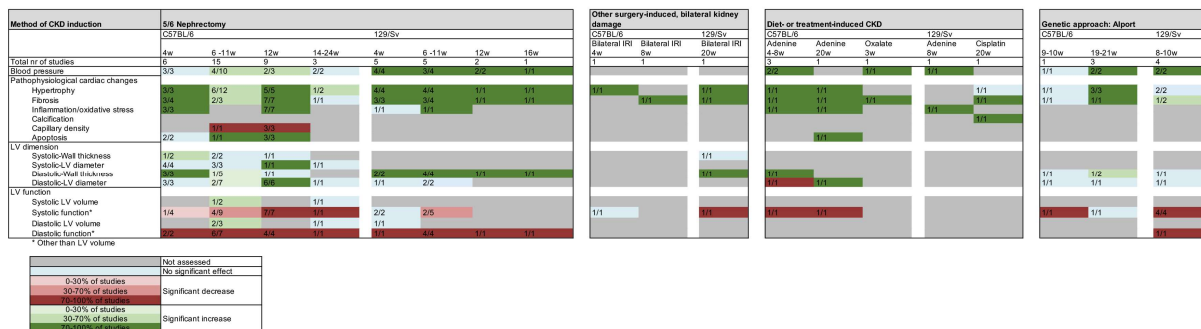 Method of CKD induction 5/6 Nephrectomy Other surgery-induced, bilateral kidney damage Diet- or treatment-induced CKD Genetic approach: Alport
C57BL/6 129/Sv C57BL/6 129/Sv C57BL/6 129/Sv C57BL/6 129/Sv
Bilateral IRI Bilateral IRI Bilateral IRI Adenine Adenine Oxalate Adenine Cisplatin
4w 6 -11w 12w 14-24w 4w 6 -11w 12w 16w 4w 8w 20w 4-8w 20w 3w 8w 20w 9-10w 19-21w 8-10w
Total nr of studies 6 15 9 3 5 5 2 1 1 1 1 3 1 1 1 1 1 3 4
Blood pressure 3/3 4/10 2/3 2/2 4/4 3/4 2/2 1/1 2/2 1/1 1/1 1/1 2/2 2/2
Pathophysiological cardiac changes
Hypertrophy 3/3 6/12 5/5 1/2 4/4 4/4 1/1 1/1 1/1 1/1 1/1 1/1 1/1 1/1 3/3 2/2
Fibrosis 3/4 2/3 7/7 1/1 3/3 3/4 1/1 1/1 1/1 1/1 1/1 1/1 1/1 1/1 1/1 1/1 1/2
Inflammation/oxidative stress 3/3 7/7 1/1 1/1 1/1 1/1 1/1
Calcification 1/1
Capillary density 1/1 3/3
Apoptosis 2/2 1/1 3/3 1/1
LV dimension
Systolic-Wall thickness 1/2 2/2 1/1 1/1
Systolic-LV diameter 4/4 3/3 1/1 1/1
Diastolic-Wall thickness 3/3 1/5 1/1 2/2 4/4 1/1 1/1 1/1 1/1 1/1 1/2 1/1
Diastolic-LV diameter 3/3 2/7 6/6 1/1 1/1 2/2 1/1 1/1 1/1 1/1 1/1
LV function
Systolic LV volume 1/2 1/1
Systolic function* 1/4 4/9 7/7 1/1 2/2 2/5 1/1 1/1 1/1 1/1 1/1 1/1 4/4
Diastolic LV volume 2/3 1/1 1/1
Diastolic function* 2/2 6/7 4/4 1/1 1/1 4/4 1/1 1/1 1/1
* Other than LV volume
Not assessed
No significant effect
0-30% of studies
30-70% of studies Significant decrease
70-100% of studies
0-30% of studies
30-70% of studies Significant increase
70-100% of studies